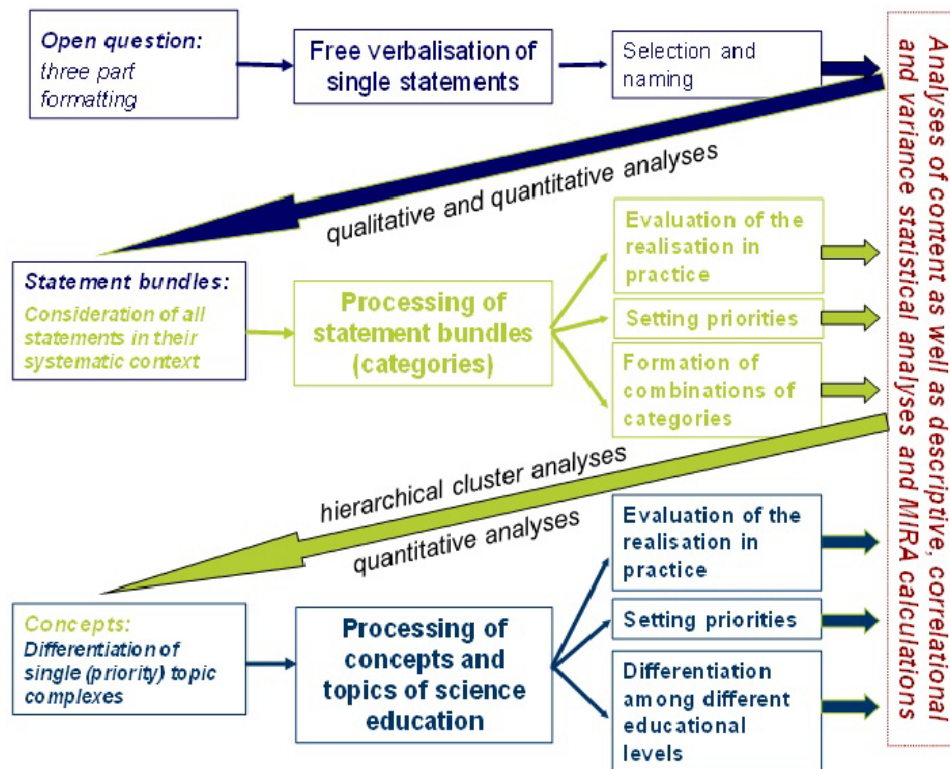 Open question:
three part
formatting
Free verbalisation of
single statements
Selection and
naming
qualitative and quantitative analyses
Statement bundles:
Consideration of all
statements in their
systematic context
Processing of
statement bundles
(categories)
Evaluation of the
realisation in
practice
Setting priorities
Formation of
combinations of
categories
hierarchical cluster analyses
quantitative analyses
Concepts:
Differentiation of
single (priority) topic
complexes
Processing of
concepts and
topics of science
education
Evaluation of the
realisation in
practice
Setting priorities
Differentiation
among different
educational
levels
Analyses of content as well as descriptive, correlational
and variance statistical analyses and MIRA calculations